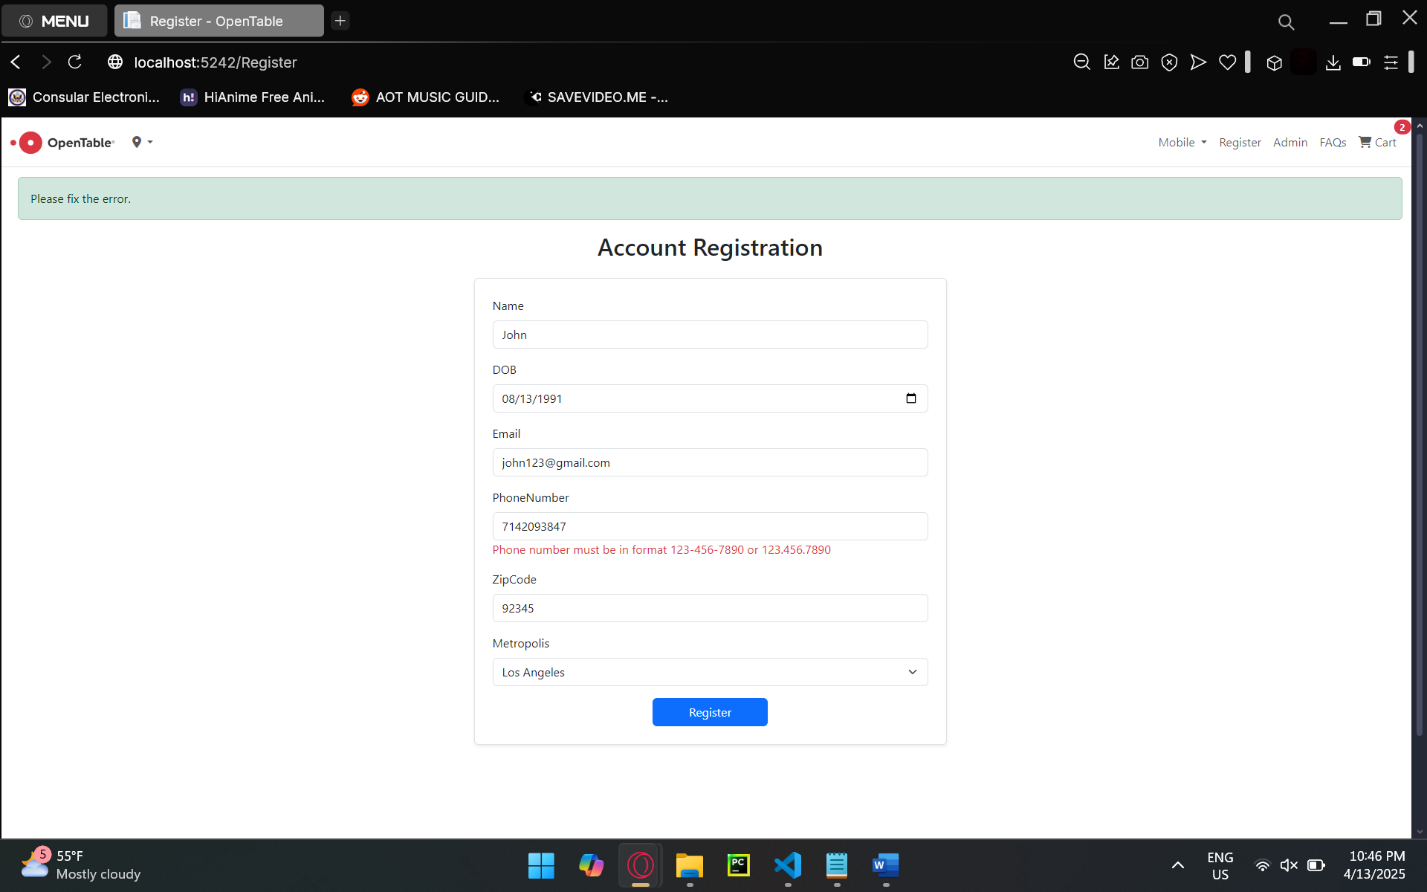 MENU
Register - OpenTable
localhost:5242/Register
Consular Electroni...
h!
HiAnime Free Ani...
AOT MUSIC GUID...
SAVEVIDEO.ME -...
OpenTable
Mobile
Register
Admin
FAQs
Cart
2
Please fix the error.
Account Registration
Name
John
DOB
08/13/1991
Email
john123@gmail.com
PhoneNumber
7142093847
Phone number must be in format 123-456-7890 or 123.456.7890
ZipCode
92345
Metropolis
Los Angeles
Register
5
55°F
Mostly cloudy
PC
W
ENG
US
10:46 PM
4/13/2025